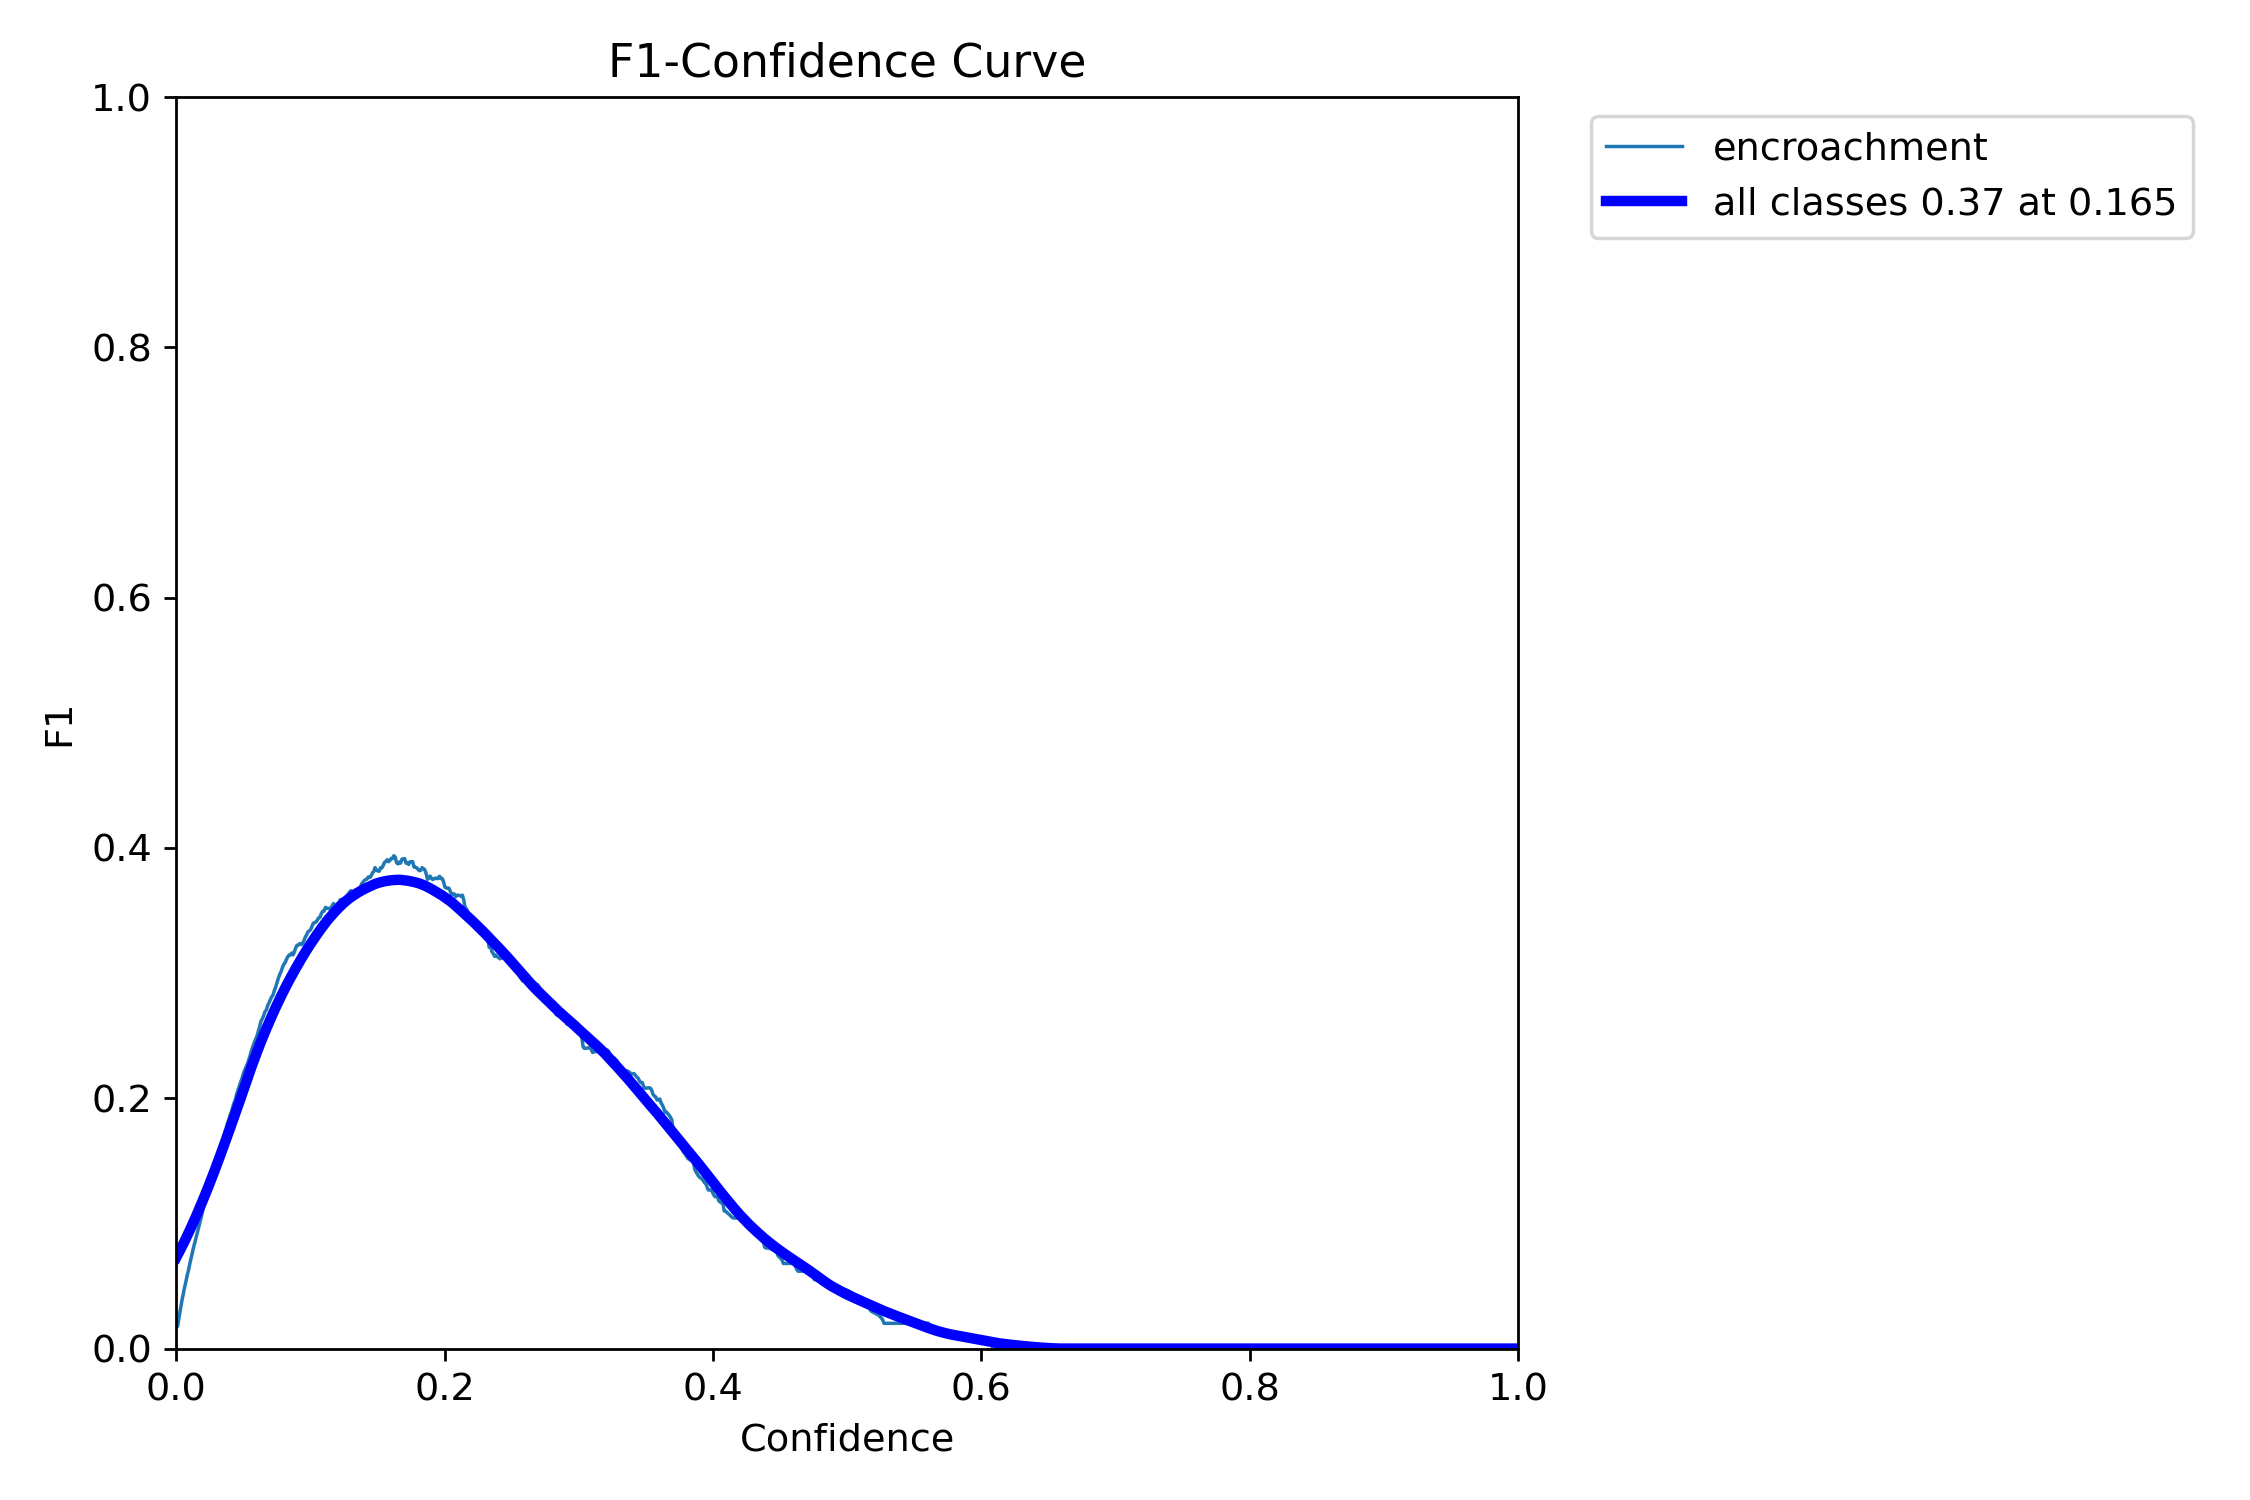 F1-Confidence Curve
encroachment
all classes 0.37 at 0.165
1.0
0.8
0.6
0.4
0.2
0.0
F1
0.0 0.2 0.4 0.6 0.8 1.0
Confidence